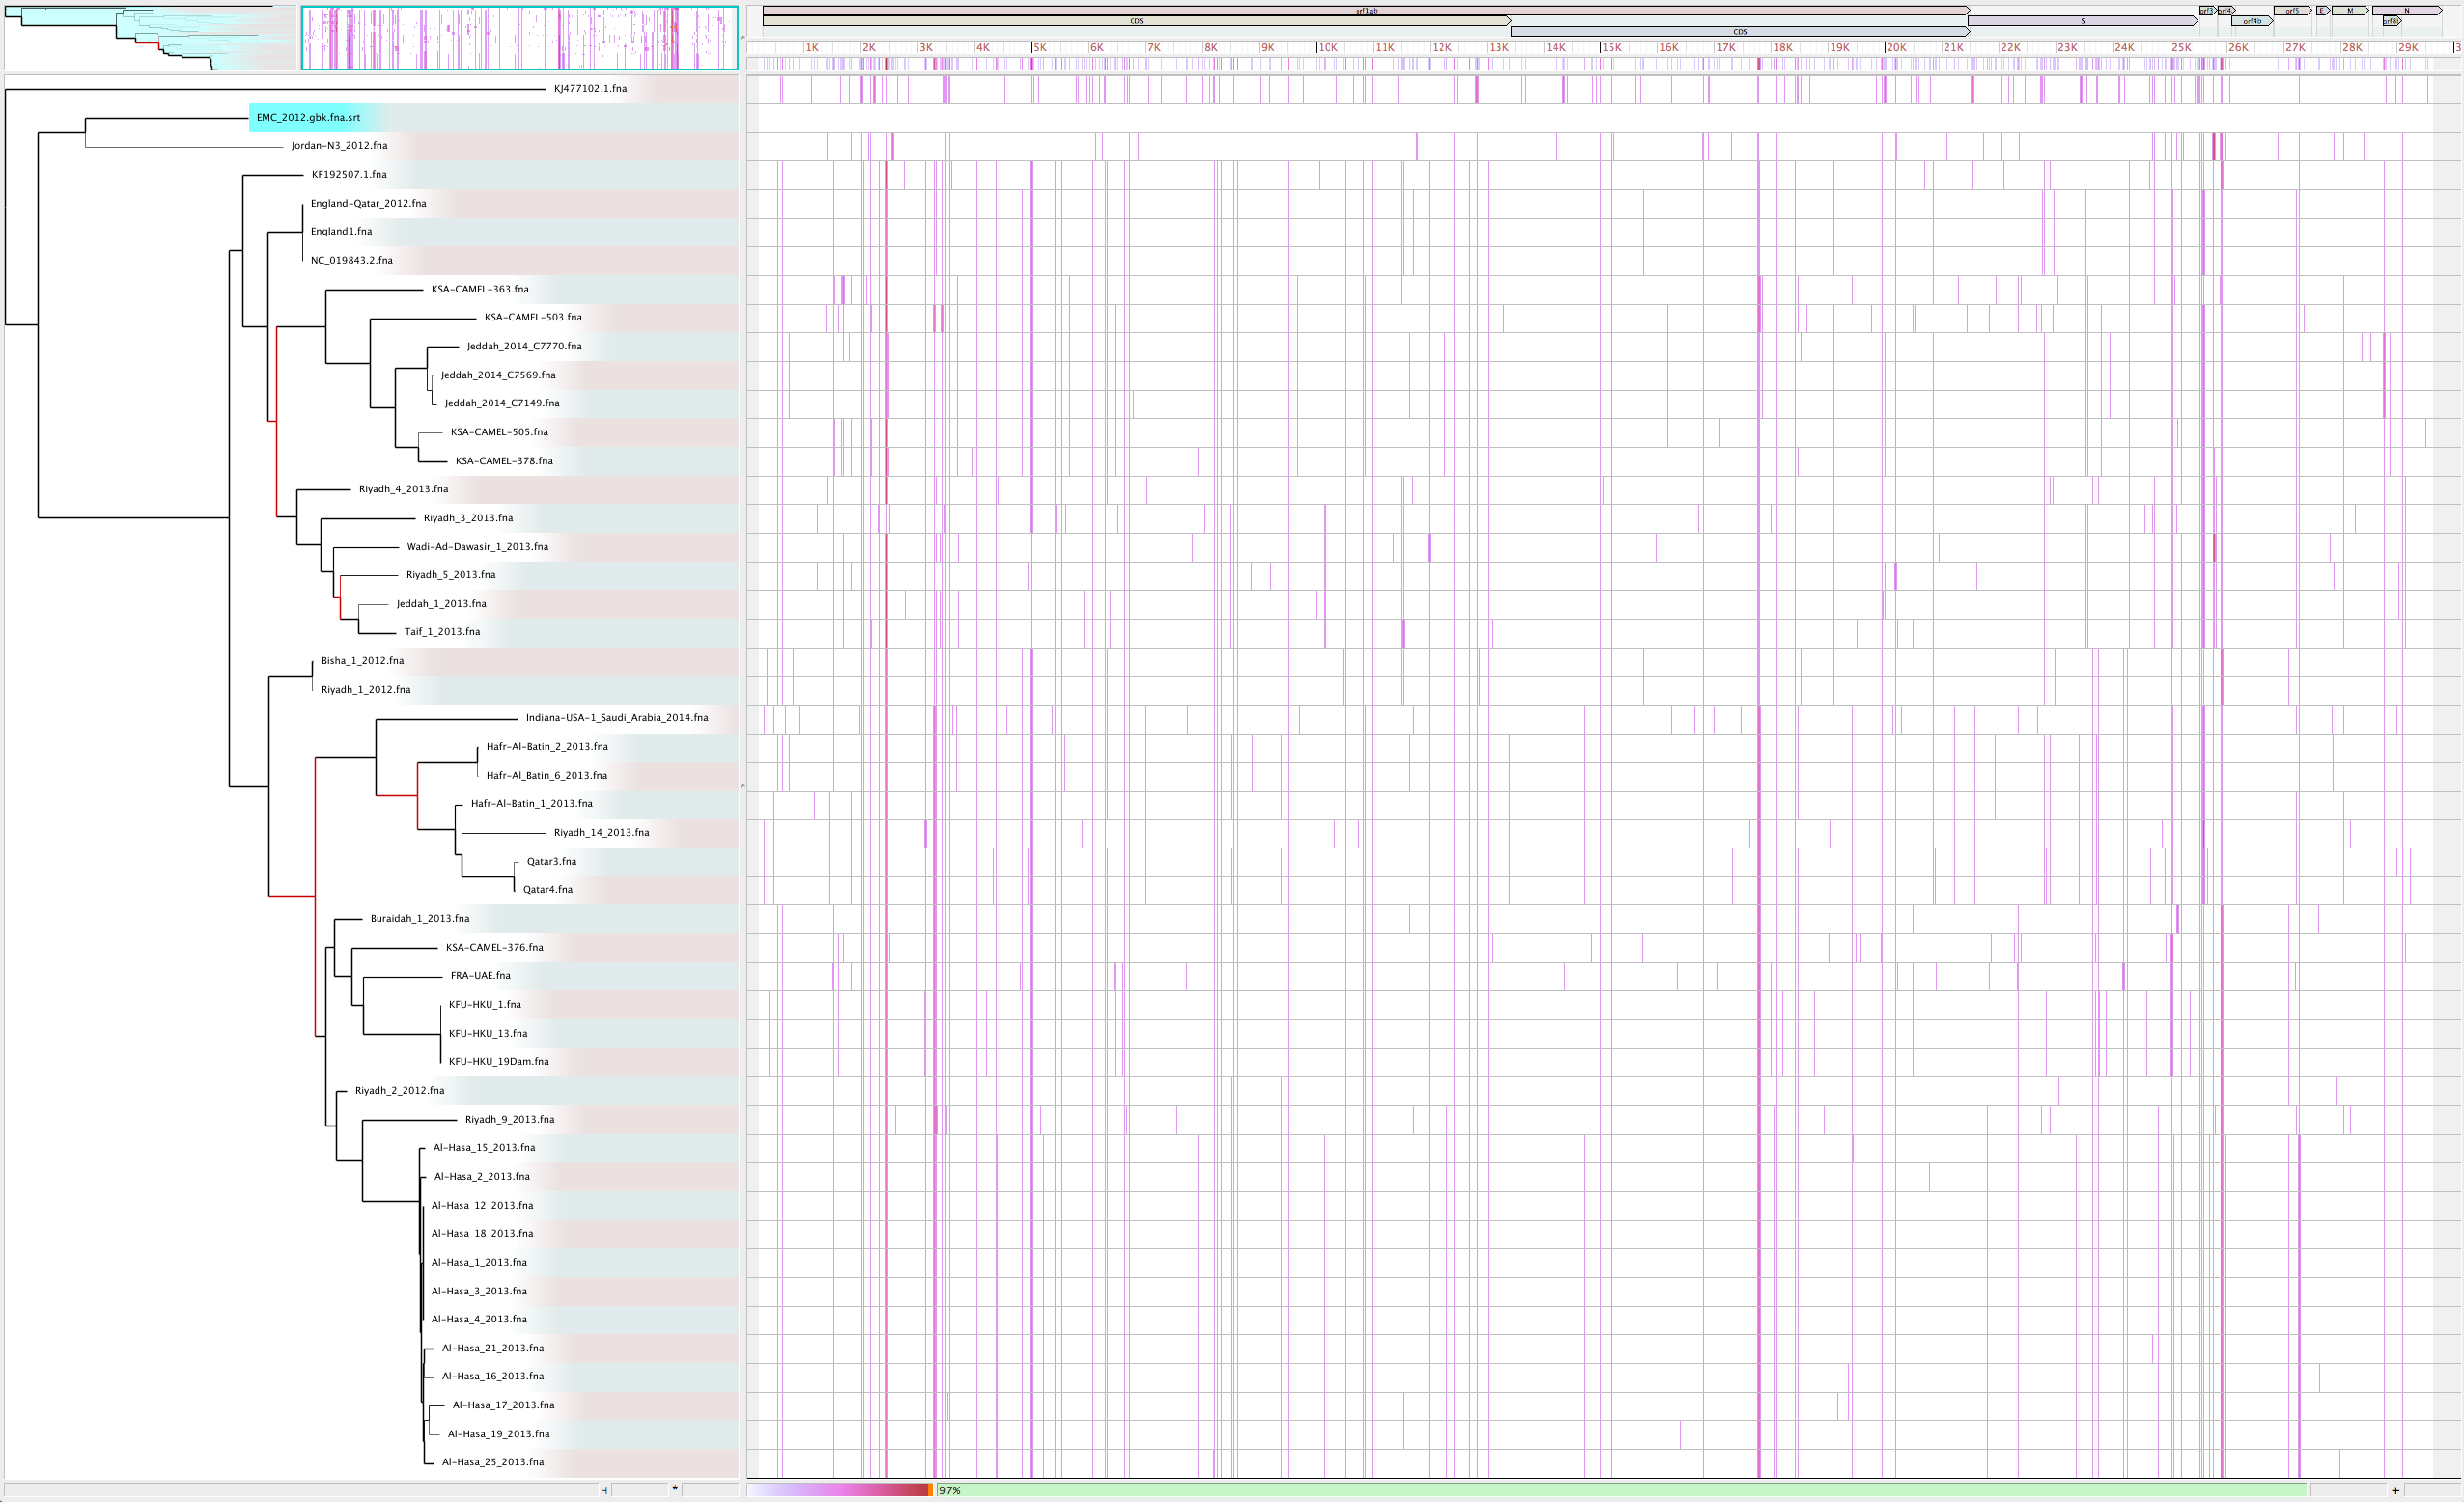 orf1ab
CDS
S
CDS
orf3
orf4
orf4b
orf5
E
M
N
orf8
1K 2K 3K 4K 5K 6K 7K 8K 9K 10K 11K 12K 13K 14K 15K 16K 17K 18K 19K 20K 21K 22K 23K 24K 25K 26K 27K 28K 29K 3
KJ477102.1.fna
EMC_2012.gbk.fna.srt
Jordan-N3_2012.fna
KF192507.1.fna
England-Qatar_2012.fna
England1.fna
NC_019843.2.fna
KSA-CAMEL-363.fna
KSA-CAMEL-503.fna
Jeddah_2014_C7770.fna
Jeddah_2014_C7569.fna
Jeddah_2014_C7149.fna
KSA-CAMEL-505.fna
KSA-CAMEL-378.fna
Riyadh_4_2013.fna
Riyadh_3_2013.fna
Wadi-Ad-Dawasir_1_2013.fna
Riyadh_5_2013.fna
Jeddah_1_2013.fna
Taif_1_2013.fna
Bisha_1_2012.fna
Riyadh_1_2012.fna
Indiana-USA-1_Saudi_Arabia_2014.fna
Hafr-Al-Batin_2_2013.fna
Hafr-Al_Batin_6_2013.fna
Hafr-Al-Batin_1_2013.fna
Riyadh_14_2013.fna
Qatar3.fna
Qatar4.fna
Buraidah_1_2013.fna
KSA-CAMEL-376.fna
FRA-UAE.fna
KFU-HKU_1.fna
KFU-HKU_13.fna
KFU-HKU_19Dam.fna
Riyadh_2_2012.fna
Riyadh_9_2013.fna
Al-Hasa_15_2013.fna
Al-Hasa_2_2013.fna
Al-Hasa_12_2013.fna
Al-Hasa_18_2013.fna
Al-Hasa_1_2013.fna
Al-Hasa_3_2013.fna
Al-Hasa_4_2013.fna
Al-Hasa_21_2013.fna
Al-Hasa_16_2013.fna
Al-Hasa_17_2013.fna
Al-Hasa_19_2013.fna
Al-Hasa_25_2013.fna
* 97% +